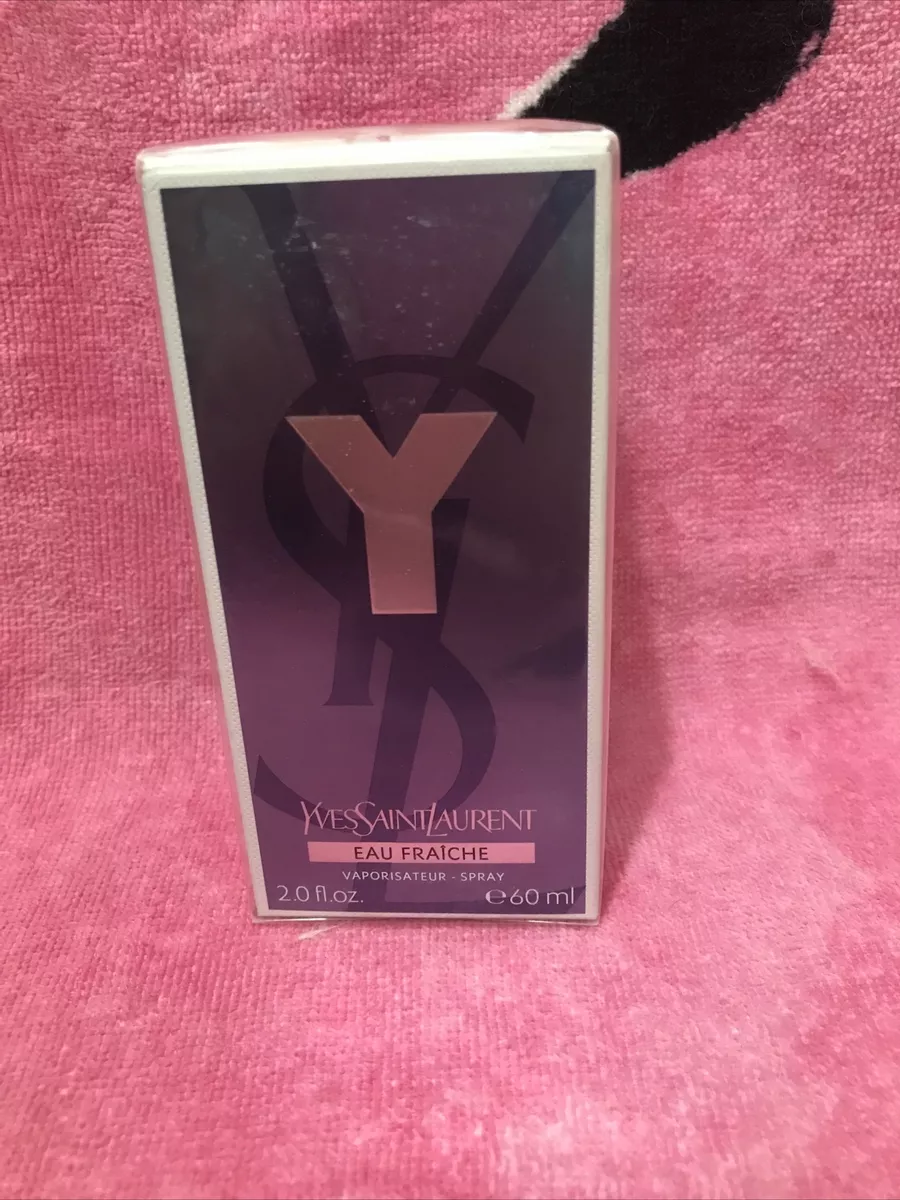 Y
YVESSAINTLAURENT
EAU FRAÎCHE
VAPORISATEUR - SPRAY
2.0 fl.oz. ℮60 ml